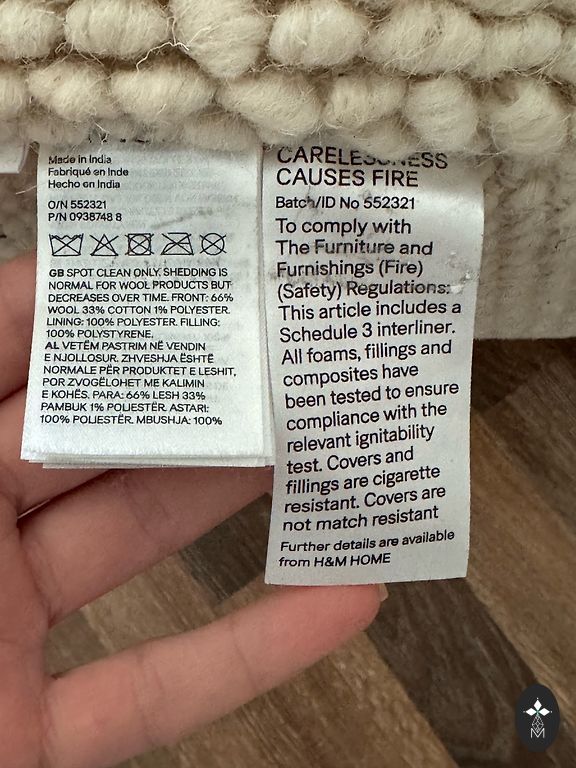 Made in India
Fabriqué en Inde
Hecho en India
O/N 552321
P/N 0938748 8
GB SPOT CLEAN ONLY. SHEDDING IS
NORMAL FOR WOOL PRODUCTS BUT
DECREASES OVER TIME. FRONT: 66%
WOOL 33% COTTON 1% POLYESTER.
LINING: 100% POLYESTER. FILLING:
100% POLYSTYRENE.
AL VETËM PASTRIM NË VENDIN
E NJOLLOSUR. ZHVESHJA ËSHTË
NORMALE PËR PRODUKTET E LESHIT,
POR ZVOGËLOHET ME KALIMIN
E KOHËS. PARA: 66% LESH 33%
PAMBUK 1% POLIESTËR. ASTARI:
100% POLIESTËR. MBUSHJA: 100%
CARELESSNESS
CAUSES FIRE
Batch/ID No 552321
To comply with
The Furniture and
Furnishings (Fire)
(Safety) Regulations:
This article includes a
Schedule 3 interliner.
All foams, fillings and
composites have
been tested to ensure
compliance with the
relevant ignitability
test. Covers and
fillings are cigarette
resistant. Covers are
not match resistant
Further details are available
from H&M HOME
M